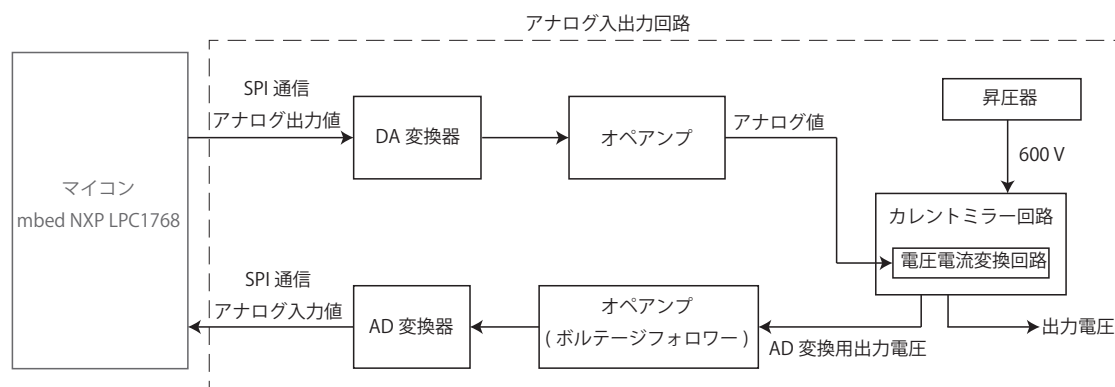 アナログ入出力回路
SPI 通信
アナログ出力値
DA 変換器
オペアンプ
アナログ値
昇圧器
600 V
マイコン
mbed NXP LPC1768
カレントミラー回路
電圧電流変換回路
SPI 通信
アナログ入力値
AD 変換器
オペアンプ
( ボルテージフォロワー )
AD 変換用出力電圧
出力電圧